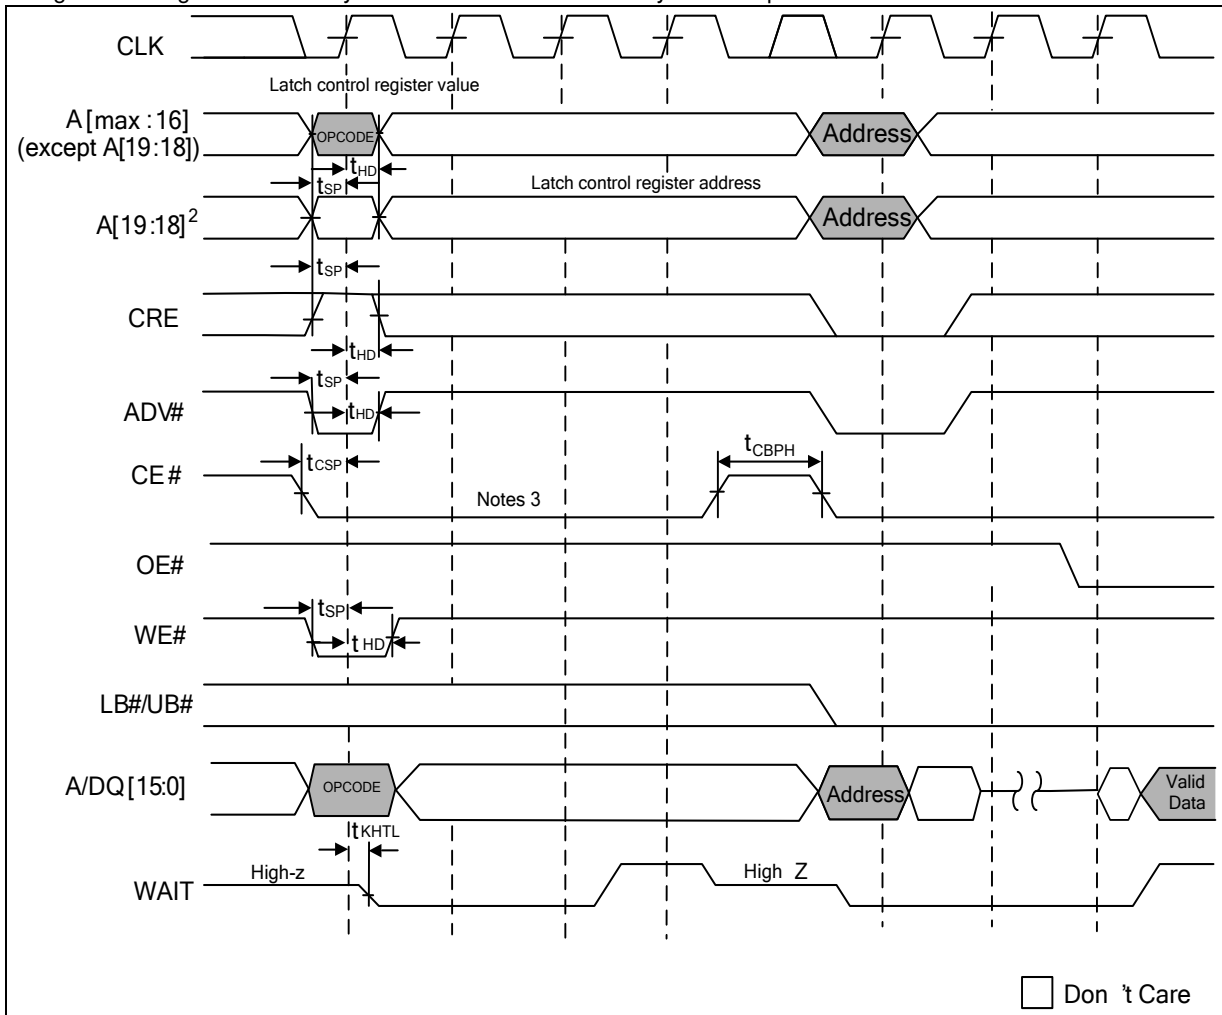 CLK
Latch control register value
A[max :16]
(except A[19:18])
OPCODE
Address
tHD
tSP
Latch control register address
A[19:18]2
Address
tSP
CRE
tHD
tSP
ADV#
tHD
tCSP
tCBPH
CE#
Notes 3
OE#
tSP
WE#
tHD
LB#/UB#
A/DQ[15:0]
OPCODE
Address
Valid
Data
tKHTL
High-z
High Z
WAIT
Don 't Care